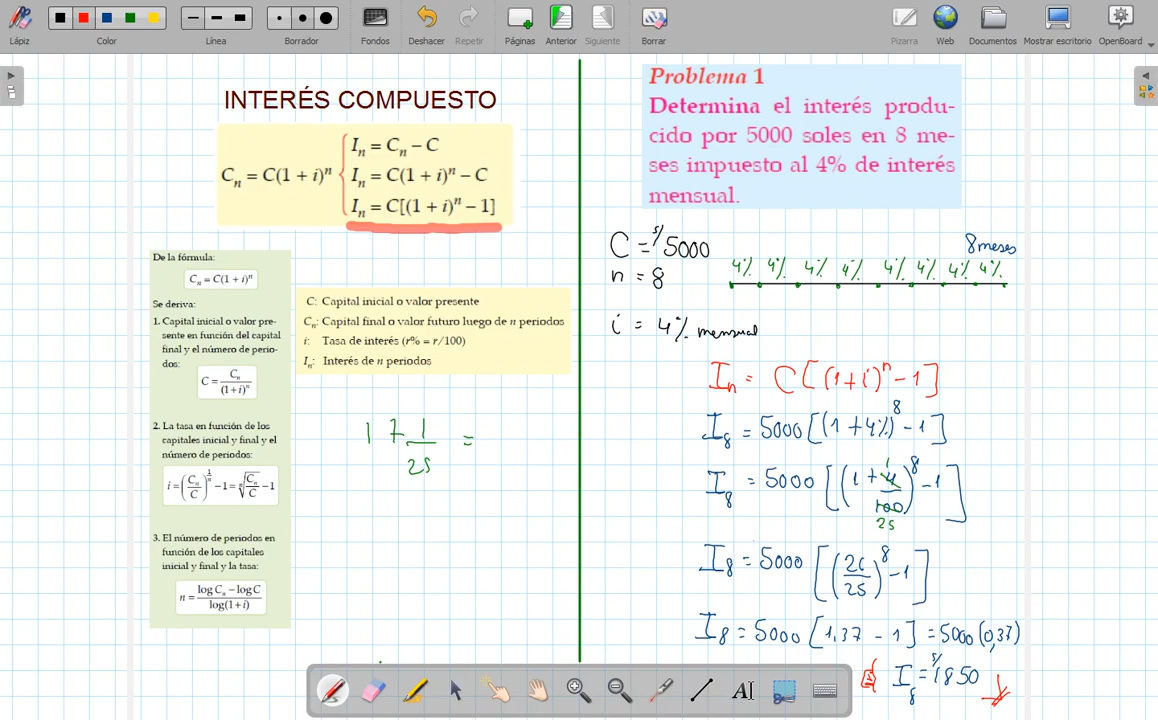 Lápiz
Color
Línea
Borrador
Fondos
Deshacer
Repetir
Páginas
Anterior
Siguiente
Borrar
Pizarra
Web
Documentos
Mostrar escritorio
OpenBoard
INTERÉS COMPUESTO
Cₙ = C(1 + i)ⁿ
Iₙ = Cₙ – C
Iₙ = C(1 + i)ⁿ – C
Iₙ = C[(1 + i)ⁿ – 1]
De la fórmula:
Cₙ = C(1 + i)ⁿ
Se deriva:
1. Capital inicial o valor pre-
sente en función del capital
final y el número de perio-
dos:
C = Cₙ/(1 + i)ⁿ
2. La tasa en función de los
capitales inicial y final y el
número de periodos:
i = (Cₙ/C)^(1/n) – 1 = ⁿ√(Cₙ/C) – 1
3. El número de periodos en
función de los capitales
inicial y final y la tasa:
n = (log Cₙ – log C)/log(1 + i)
C: Capital inicial o valor presente
Cₙ: Capital final o valor futuro luego de n periodos
i: Tasa de interés (r% = r/100)
Iₙ: Interés de n periodos
1 + 1/25 =
Problema 1
Determina el interés produ-
cido por 5000 soles en 8 me-
ses impuesto al 4% de interés
mensual.
C = s/5000
n = 8
8 meses
4% 4% 4% 4% 4% 4% 4% 4%
i = 4% mensual
Iₙ = C[(1+i)ⁿ - 1]
I₈ = 5000[(1 + 4%)⁸ - 1]
I₈ = 5000[(1 + 4/100)⁸ - 1]
1
25
I₈ = 5000[(26/25)⁸ - 1]
I₈ = 5000[1,37 - 1] = 5000(0,37)
I₈ = s/1850